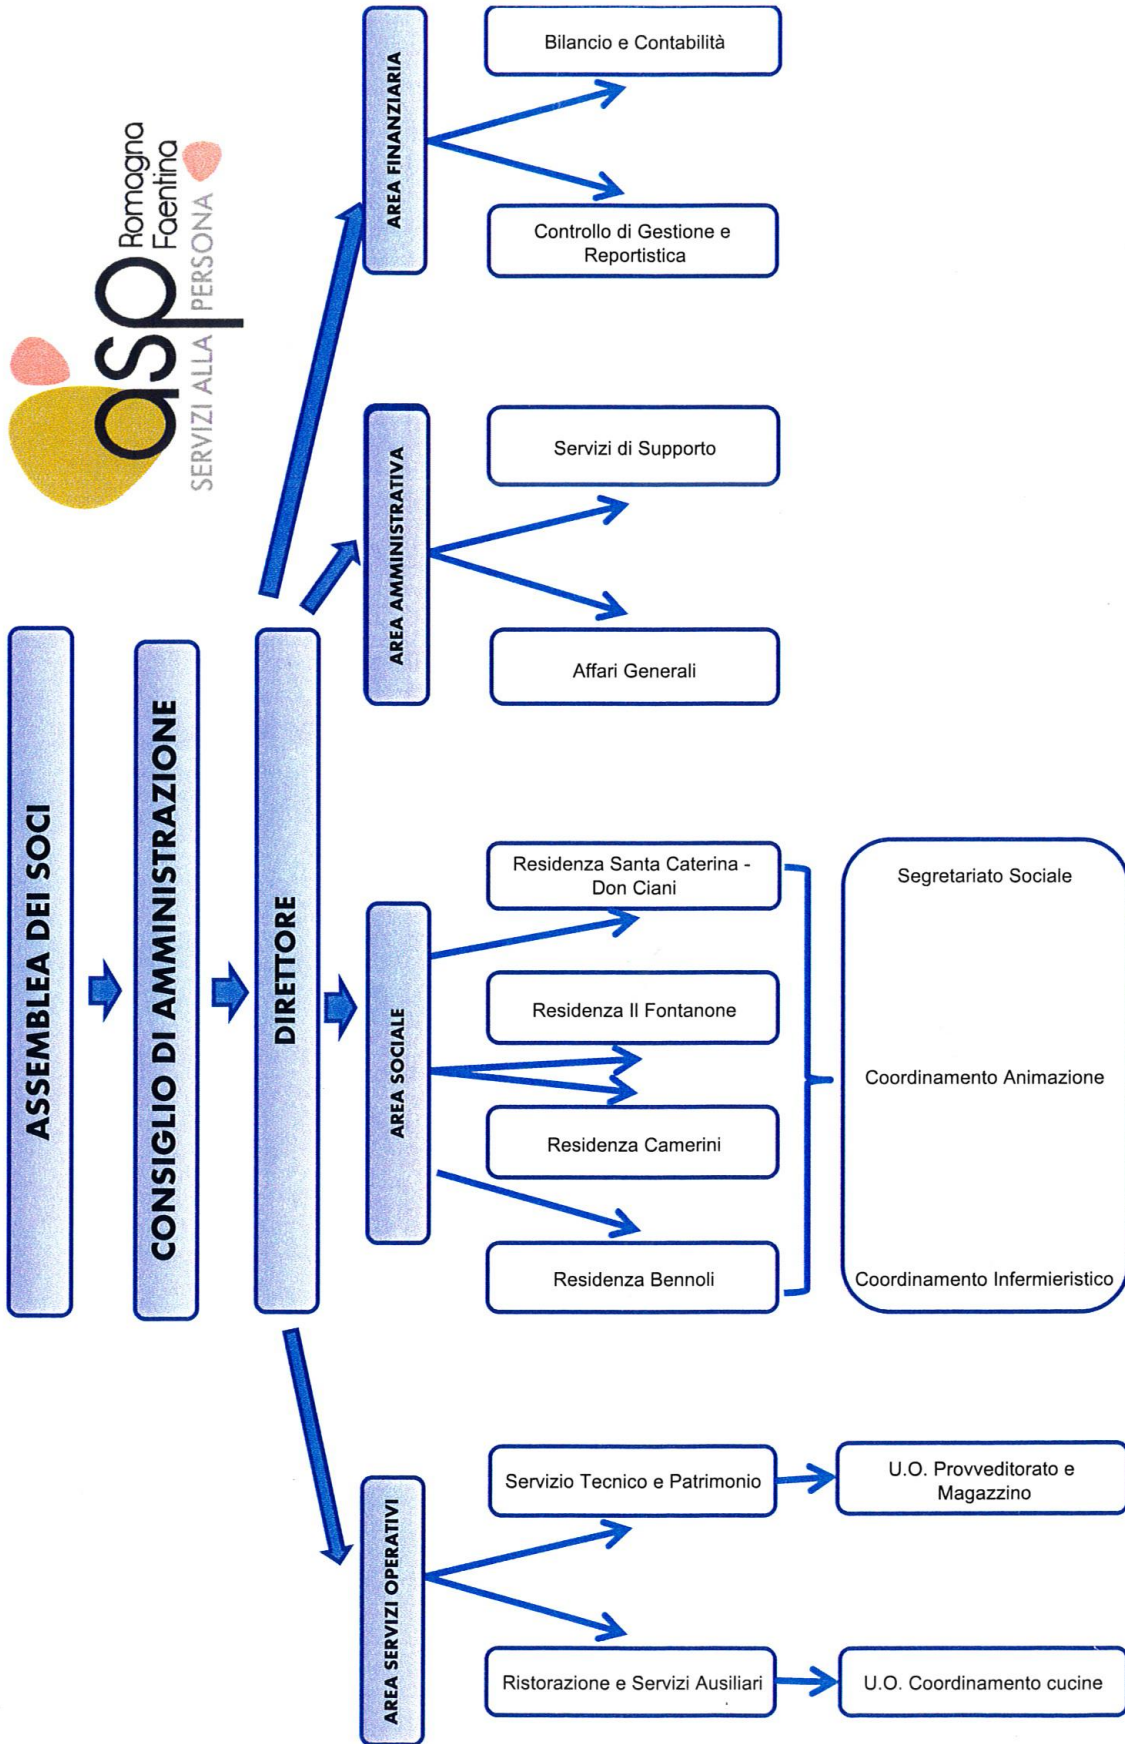 asp
Romagna
Faentina
SERVIZI ALLA PERSONA
ASSEMBLEA DEI SOCI
CONSIGLIO DI AMMINISTRAZIONE
DIRETTORE
AREA SERVIZI OPERATIVI
AREA SOCIALE
AREA AMMINISTRATIVA
AREA FINANZIARIA
Ristorazione e Servizi Ausiliari
Servizio Tecnico e Patrimonio
Residenza Bennoli
Residenza Camerini
Residenza Il Fontanone
Residenza Santa Caterina -
Don Ciani
Affari Generali
Servizi di Supporto
Controllo di Gestione e
Reportistica
Bilancio e Contabilità
U.O. Coordinamento cucine
U.O. Provveditorato e
Magazzino
Coordinamento Infermieristico
Coordinamento Animazione
Segretariato Sociale